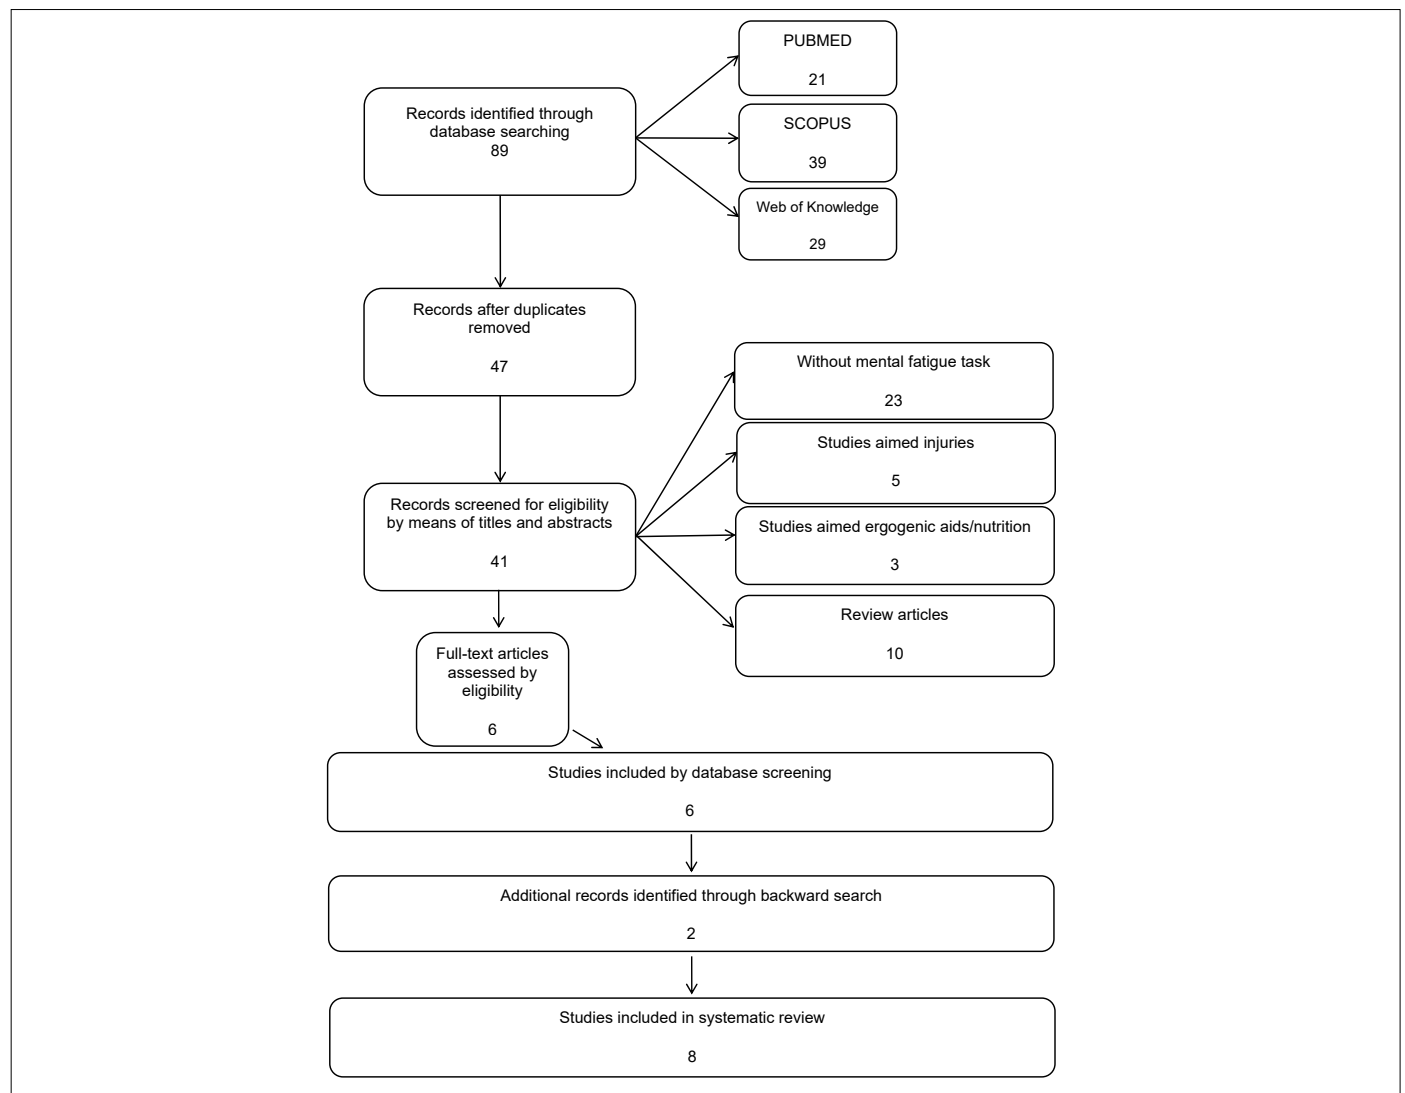 Records identified through
database searching
89
PUBMED
21
SCOPUS
39
Web of Knowledge
29
Records after duplicates
removed
47
Records screened for eligibility
by means of titles and abstracts
41
Without mental fatigue task
23
Studies aimed injuries
5
Studies aimed ergogenic aids/nutrition
3
Review articles
10
Full-text articles
assessed by
eligibility
6
Studies included by database screening
6
Additional records identified through backward search
2
Studies included in systematic review
8